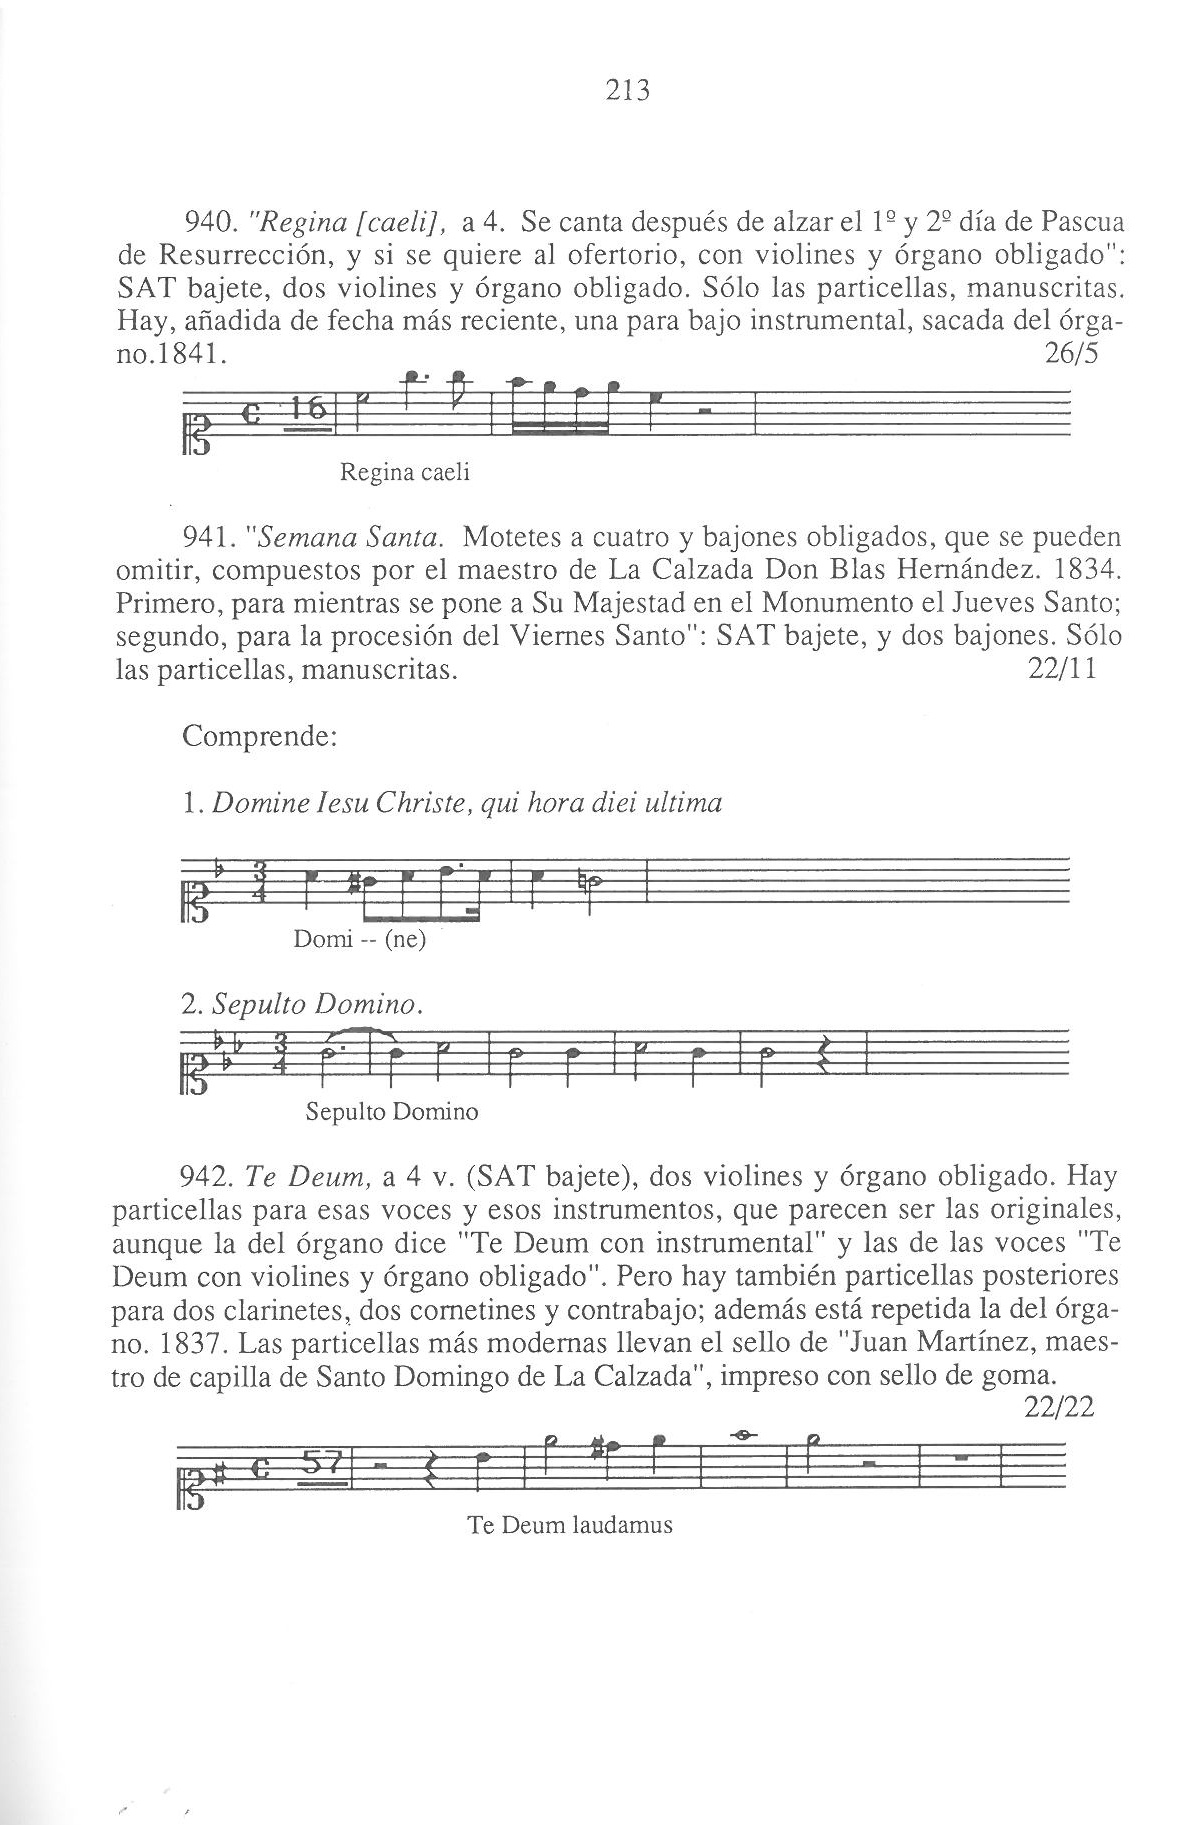 213
940. "Regina [caeli], a 4. Se canta después de alzar el 1º y 2º día de Pascua
de Resurrección, y si se quiere al ofertorio, con violines y órgano obligado":
SAT bajete, dos violines y órgano obligado. Sólo las particellas, manuscritas.
Hay, añadida de fecha más reciente, una para bajo instrumental, sacada del órga-
no.1841. 26/5
16
Regina caeli
941. "Semana Santa. Motetes a cuatro y bajones obligados, que se pueden
omitir, compuestos por el maestro de La Calzada Don Blas Hernández. 1834.
Primero, para mientras se pone a Su Majestad en el Monumento el Jueves Santo;
segundo, para la procesión del Viernes Santo": SAT bajete, y dos bajones. Sólo
las particellas, manuscritas. 22/11
Comprende:
1. Domine Iesu Christe, qui hora diei ultima
3
4
Domi -- (ne)
2. Sepulto Domino.
3
4
Sepulto Domino
942. Te Deum, a 4 v. (SAT bajete), dos violines y órgano obligado. Hay
particellas para esas voces y esos instrumentos, que parecen ser las originales,
aunque la del órgano dice "Te Deum con instrumental" y las de las voces "Te
Deum con violines y órgano obligado". Pero hay también particellas posteriores
para dos clarinetes, dos cornetines y contrabajo; además está repetida la del órga-
no. 1837. Las particellas más modernas llevan el sello de "Juan Martínez, maes-
tro de capilla de Santo Domingo de La Calzada", impreso con sello de goma.
22/22
57
Te Deum laudamus